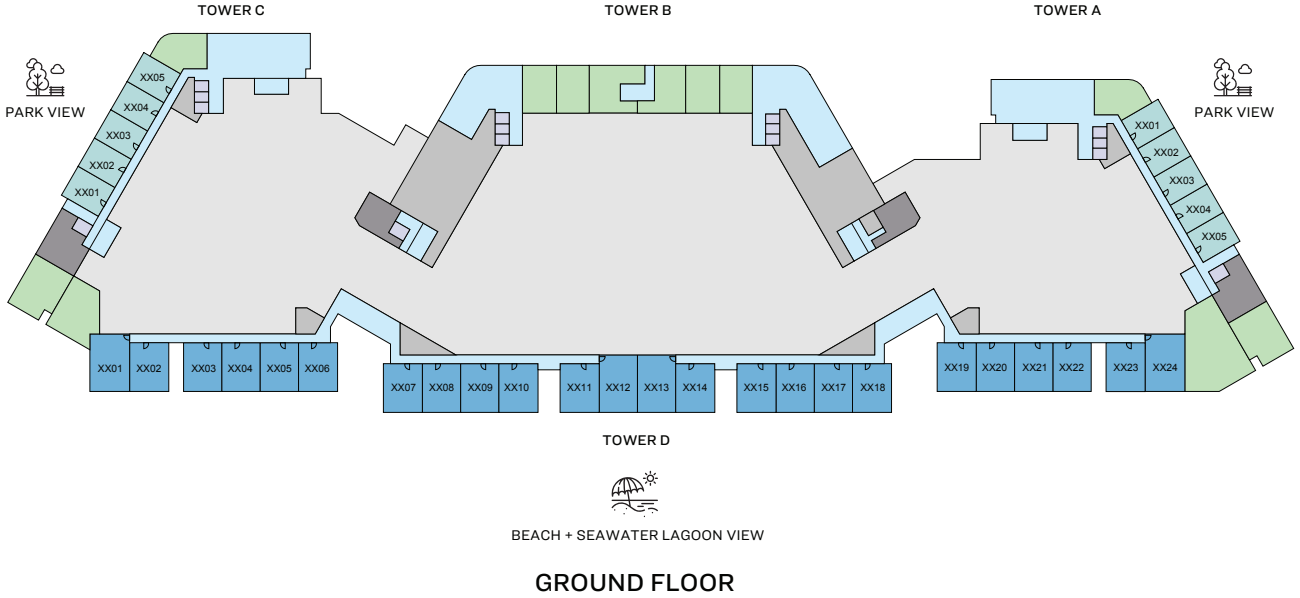 TOWER C
TOWER B
TOWER A
PARK VIEW
PARK VIEW
XX05
XX04
XX03
XX02
XX01
XX01
XX02
XX03
XX04
XX05
XX01
XX02
XX03
XX04
XX05
XX06
XX07
XX08
XX09
XX10
XX11
XX12
XX13
XX14
XX15
XX16
XX17
XX18
XX19
XX20
XX21
XX22
XX23
XX24
TOWER D
BEACH + SEAWATER LAGOON VIEW
GROUND FLOOR